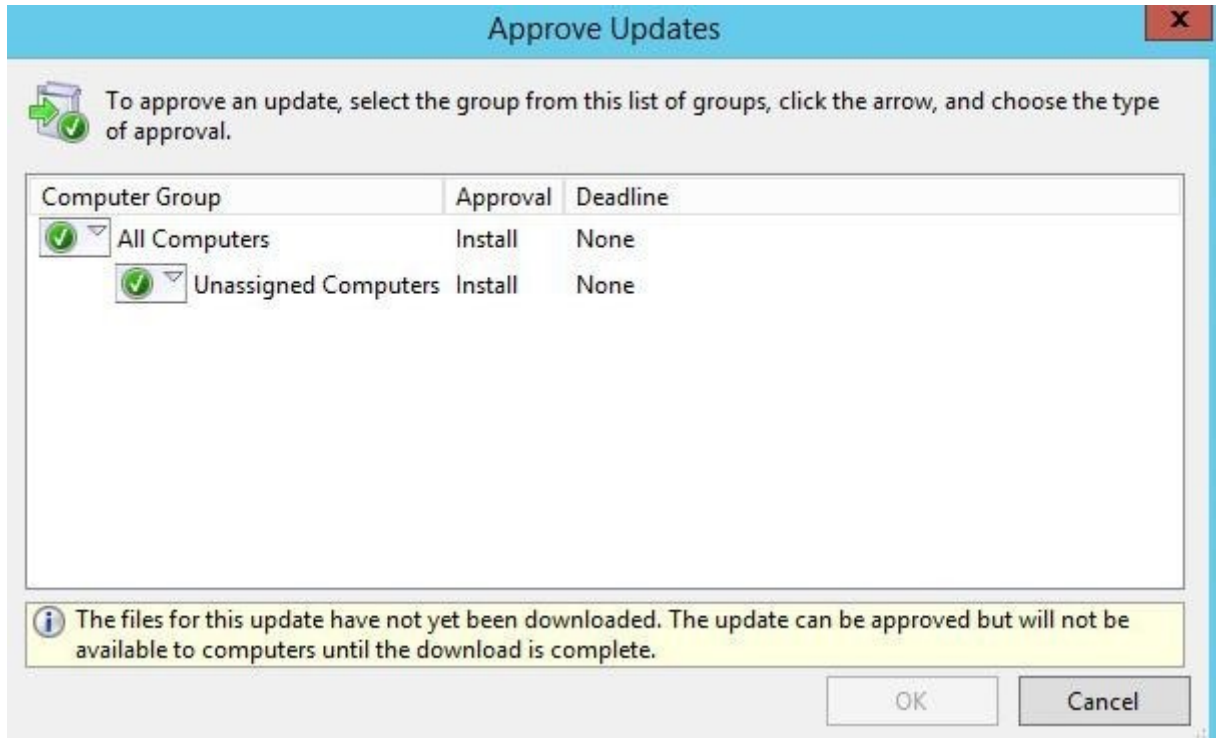 Approve Updates
x
To approve an update, select the group from this list of groups, click the arrow, and choose the type
of approval.
Computer Group Approval Deadline
All Computers Install None
Unassigned Computers Install None
The files for this update have not yet been downloaded. The update can be approved but will not be
available to computers until the download is complete.
OK Cancel